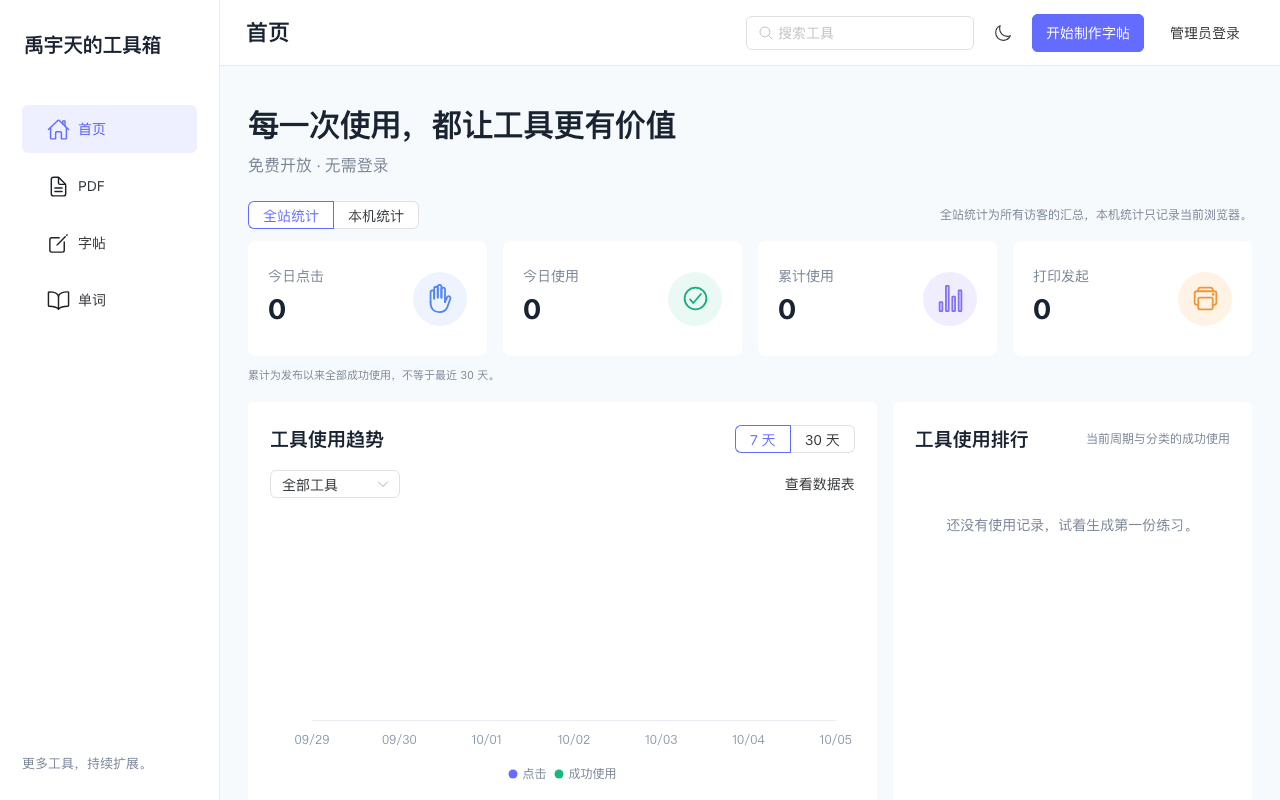 禹宇天的工具箱
首页
PDF
字帖
单词
更多工具，持续扩展。
首页
搜索工具
开始制作字帖
管理员登录
每一次使用，都让工具更有价值
免费开放 · 无需登录
全站统计 本机统计
全站统计为所有访客的汇总，本机统计只记录当前浏览器。
今日点击
0
今日使用
0
累计使用
0
打印发起
0
累计为发布以来全部成功使用，不等于最近 30 天。
工具使用趋势
7 天 30 天
全部工具
查看数据表
09/29 09/30 10/01 10/02 10/03 10/04 10/05
点击 成功使用
工具使用排行
当前周期与分类的成功使用
还没有使用记录，试着生成第一份练习。